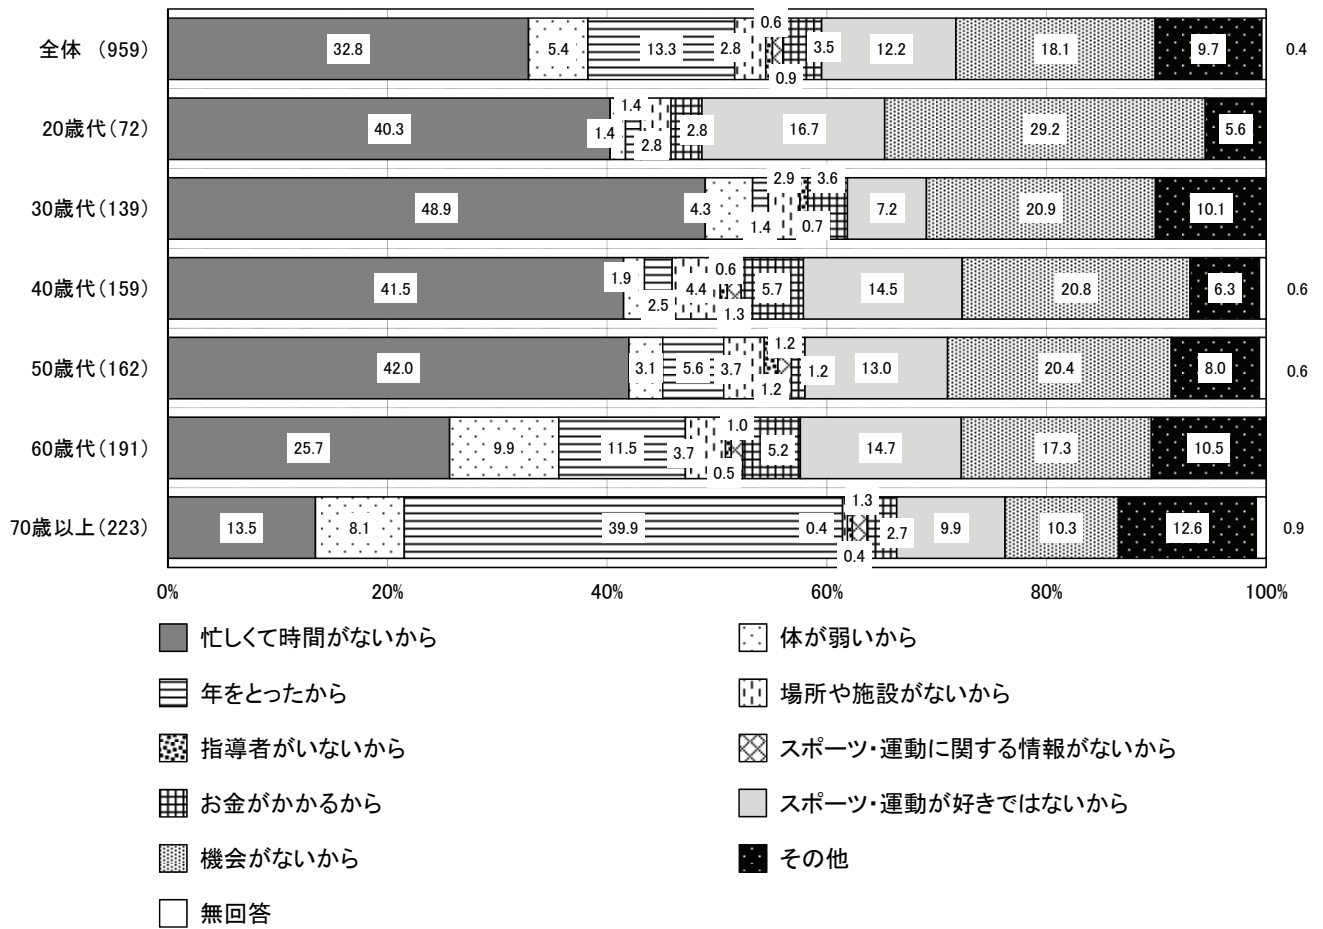 全体 (959) 32.8 5.4 13.3 2.8 0.6 0.9 3.5 12.2 18.1 9.7 0.4
20歳代(72) 40.3 1.4 1.4 2.8 2.8 16.7 29.2 5.6
30歳代(139) 48.9 4.3 1.4 2.9 0.7 3.6 7.2 20.9 10.1
40歳代(159) 41.5 1.9 2.5 4.4 0.6 1.3 5.7 14.5 20.8 6.3 0.6
50歳代(162) 42.0 3.1 5.6 3.7 1.2 1.2 1.2 13.0 20.4 8.0 0.6
60歳代(191) 25.7 9.9 11.5 3.7 0.5 1.0 5.2 14.7 17.3 10.5
70歳以上(223) 13.5 8.1 39.9 0.4 0.4 1.3 2.7 9.9 10.3 12.6 0.9
0% 20% 40% 60% 80% 100%
忙しくて時間がないから
体が弱いから
年をとったから
場所や施設がないから
指導者がいないから
スポーツ・運動に関する情報がないから
お金がかかるから
スポーツ・運動が好きではないから
機会がないから
その他
無回答